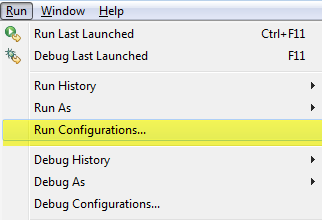 Run Window Help
Run Last Launched Ctrl+F11
Debug Last Launched F11
Run History
Run As
Run Configurations...
Debug History
Debug As
Debug Configurations...